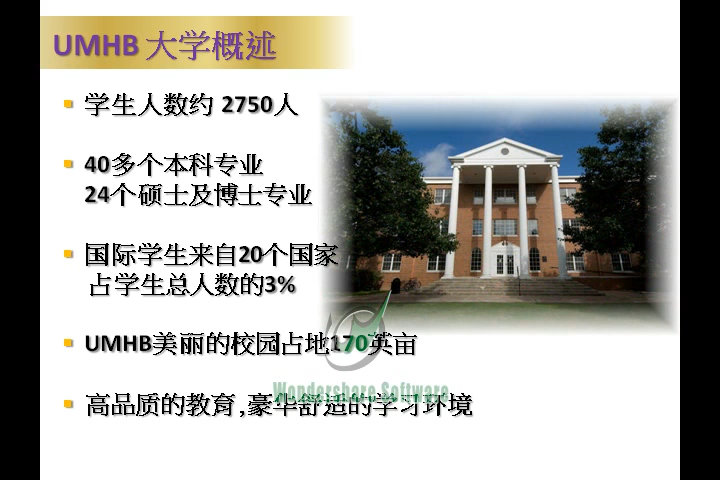 UMHB 大学概述
学生人数约 2750人
40多个本科专业
24个硕士及博士专业
国际学生来自20个国家
占学生总人数的3%
UMHB美丽的校园占地170英亩
Wondershare Software
高品质的教育,豪华舒适的学习环境